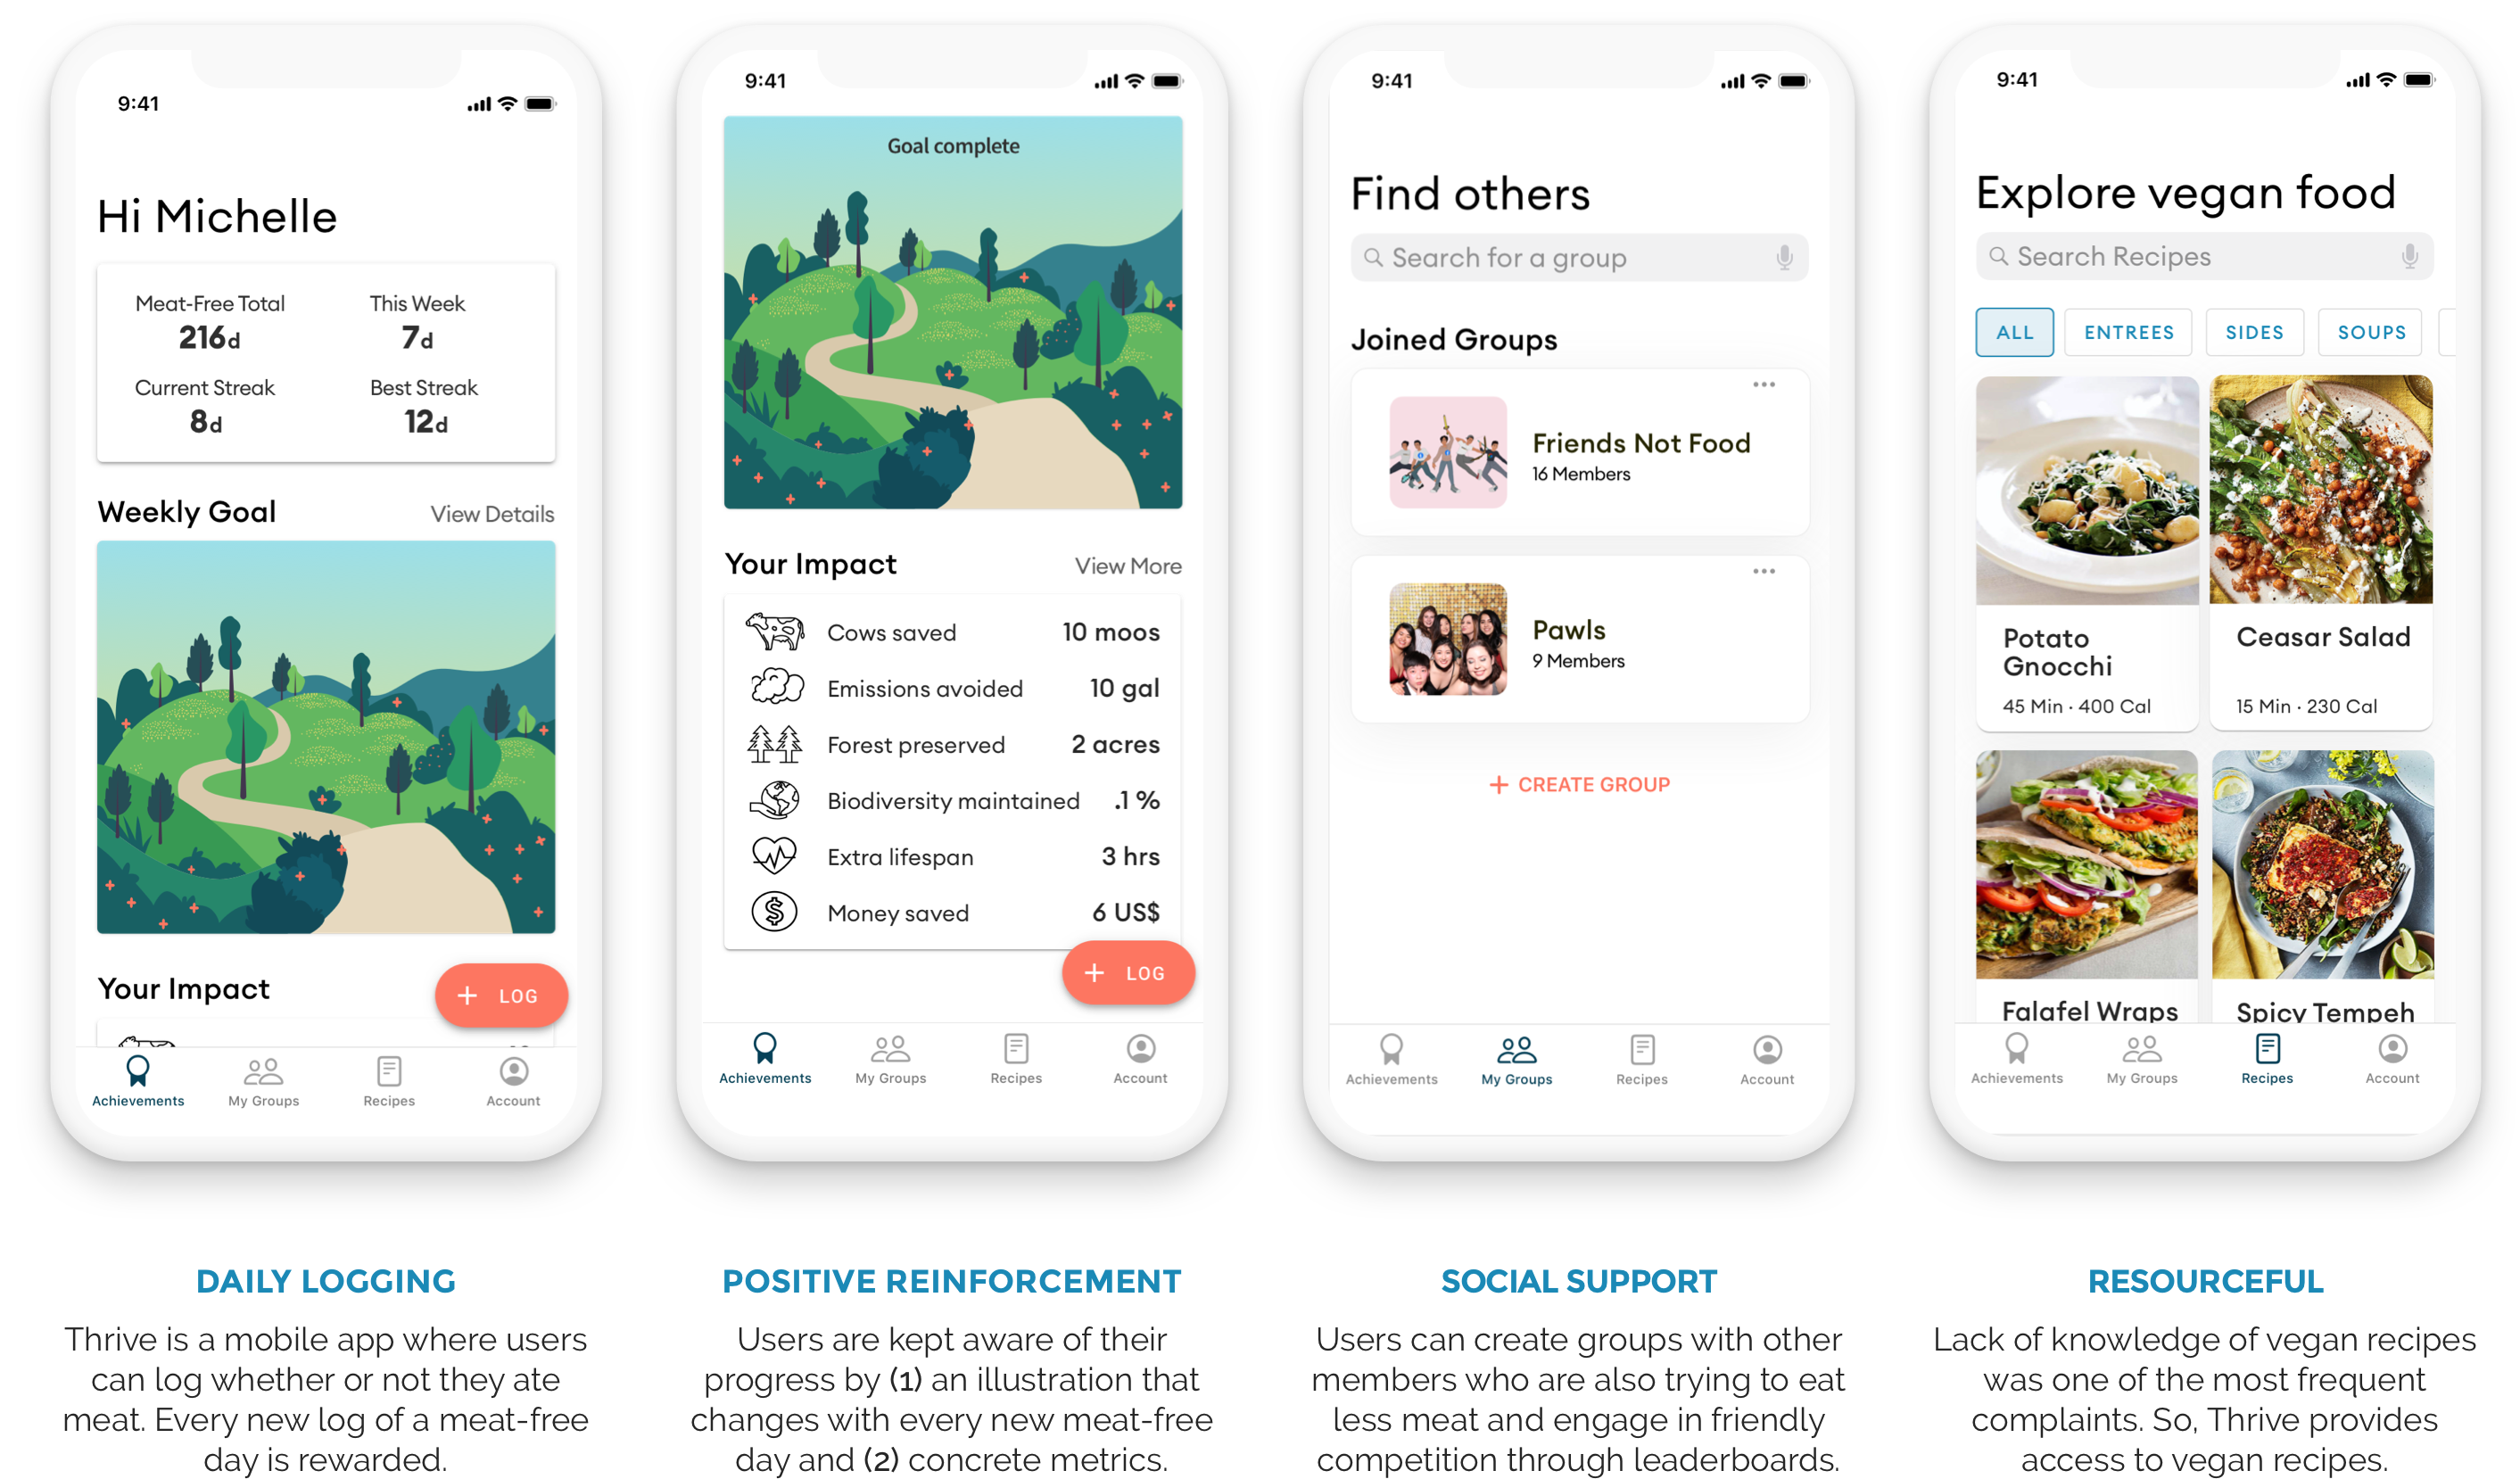 9:41
Hi Michelle
Meat-Free Total
216d
This Week
7d
Current Streak
8d
Best Streak
12d
Weekly Goal
View Details
Your Impact
+ LOG
Achievements
My Groups
Recipes
Account
DAILY LOGGING
Thrive is a mobile app where users
can log whether or not they ate
meat. Every new log of a meat-free
day is rewarded.
9:41
Goal complete
Your Impact
View More
Cows saved 10 moos
Emissions avoided 10 gal
Forest preserved 2 acres
Biodiversity maintained .1 %
Extra lifespan 3 hrs
Money saved 6 US$
+ LOG
Achievements
My Groups
Recipes
Account
POSITIVE REINFORCEMENT
Users are kept aware of their
progress by (1) an illustration that
changes with every new meat-free
day and (2) concrete metrics.
9:41
Find others
Search for a group
Joined Groups
Friends Not Food
16 Members
Pawls
9 Members
+ CREATE GROUP
Achievements
My Groups
Recipes
Account
SOCIAL SUPPORT
Users can create groups with other
members who are also trying to eat
less meat and engage in friendly
competition through leaderboards.
9:41
Explore vegan food
Search Recipes
ALL
ENTREES
SIDES
SOUPS
Potato
Gnocchi
45 Min · 400 Cal
Ceasar Salad
15 Min · 230 Cal
Falafel Wraps
Spicy Tempeh
Achievements
My Groups
Recipes
Account
RESOURCEFUL
Lack of knowledge of vegan recipes
was one of the most frequent
complaints. So, Thrive provides
access to vegan recipes.